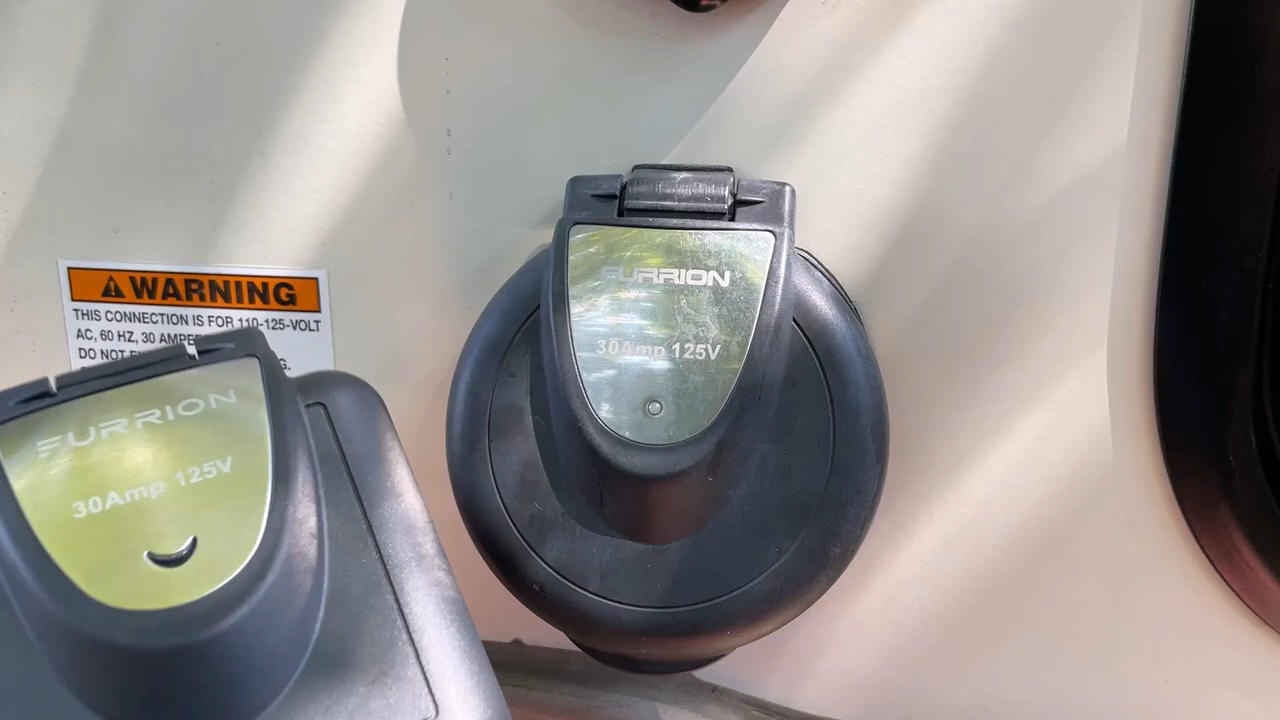 WARNING
THIS CONNECTION IS FOR 110-125-VOLT
AC, 60 HZ, 30 AMPER
DO NOT
FURRION
30Amp 125V
FURRION
30Amp 125V